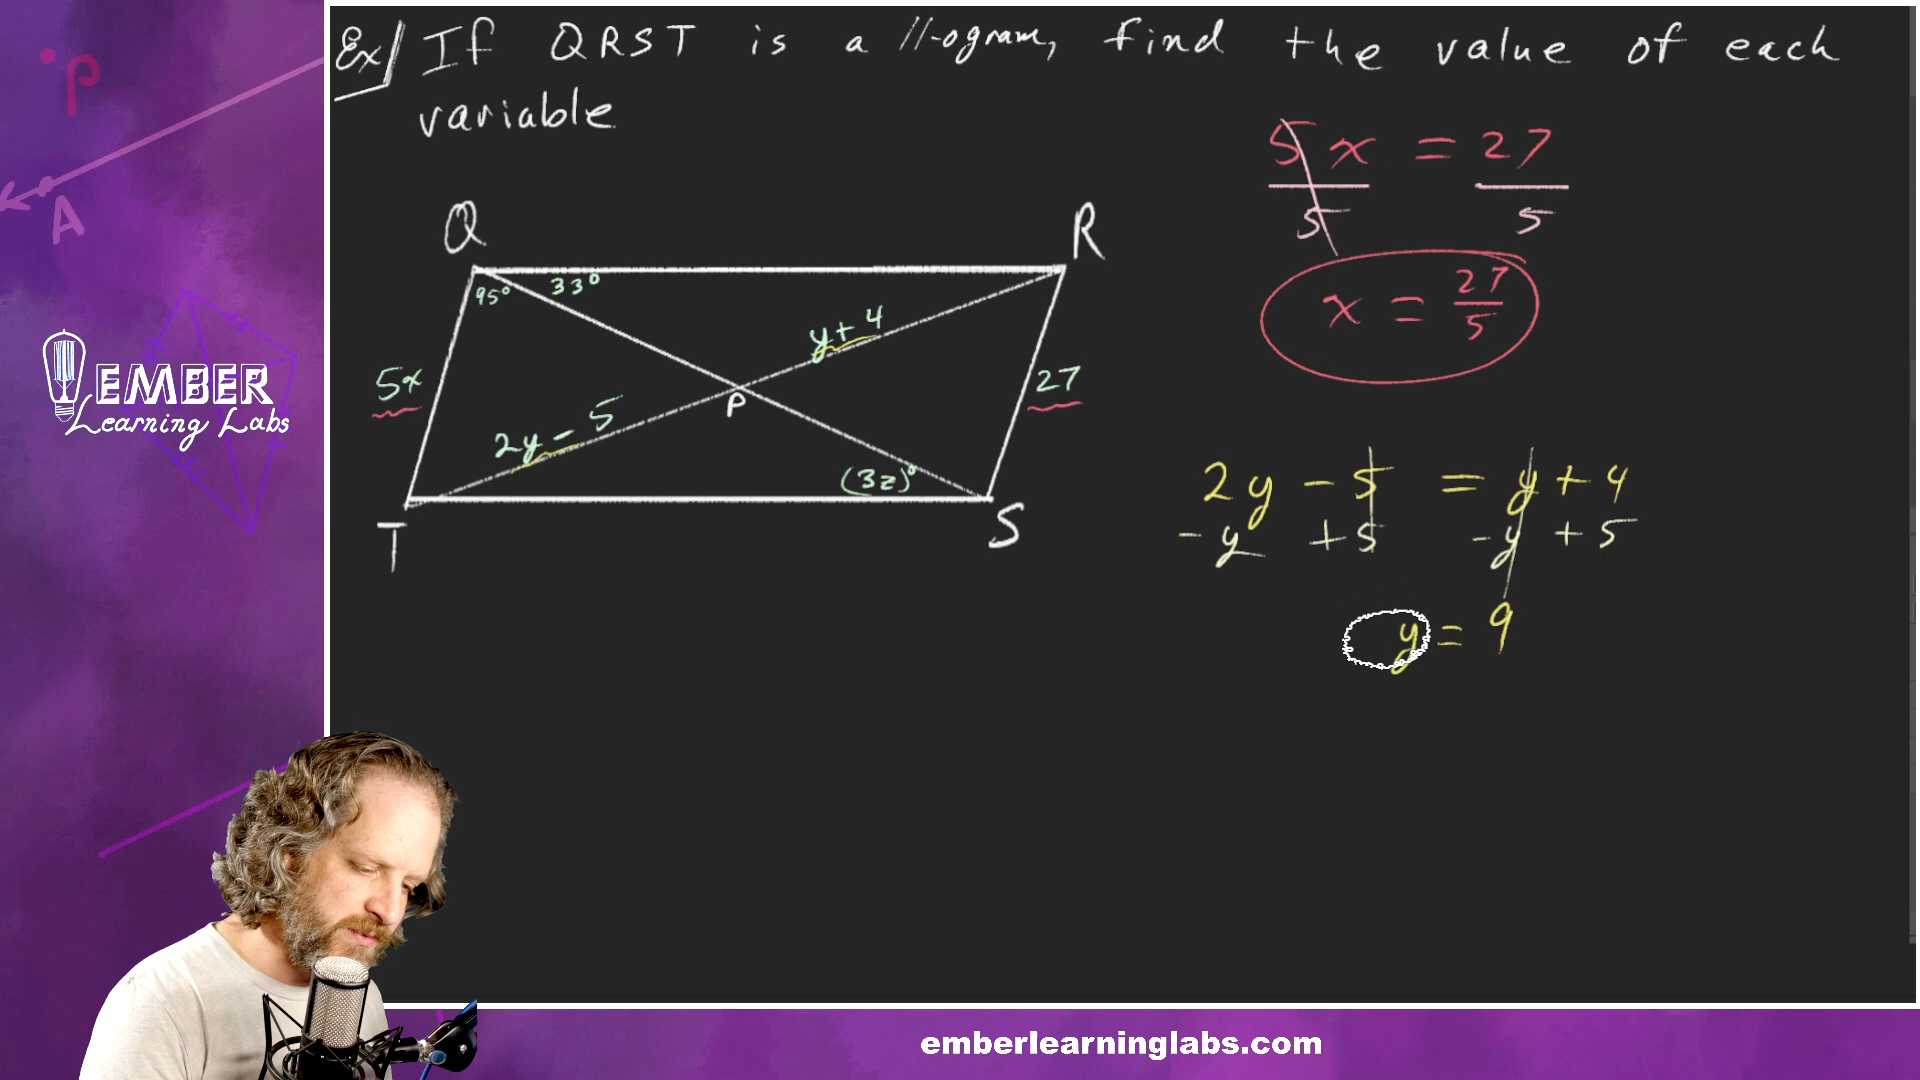 Ex/ If QRST is a //-ogram, find the value of each
variable
P
A
EMBER
Learning Labs
Q
R
95°
33°
y+4
5x
27
P
2y - 5
(3z)°
T
S
5x = 27
5 5
x = 27/5
2y - 5 = y + 4
-y +5 -y +5
y = 9
emberlearninglabs.com